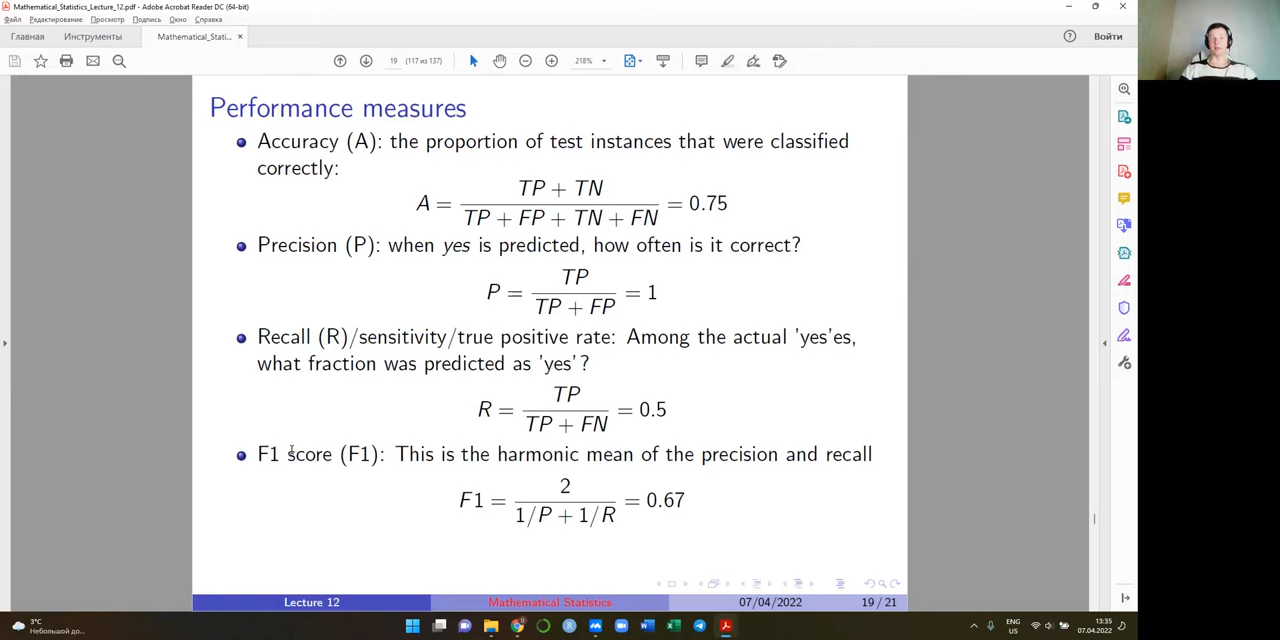 Mathematical_Statistics_Lecture_12.pdf - Adobe Acrobat Reader DC (64-bit)
Файл Редактирование Просмотр Подпись Окно Справка
Главная Инструменты Mathematical_Stati... × Войти
19 (117 из 137) 218%
Performance measures
Accuracy (A): the proportion of test instances that were classified
correctly:
A = TP + TN / TP + FP + TN + FN = 0.75
Precision (P): when yes is predicted, how often is it correct?
P = TP / TP + FP = 1
Recall (R)/sensitivity/true positive rate: Among the actual 'yes'es,
what fraction was predicted as 'yes'?
R = TP / TP + FN = 0.5
F1 score (F1): This is the harmonic mean of the precision and recall
F1 = 2 / 1/P + 1/R = 0.67
Lecture 12 Mathematical Statistics 07/04/2022 19 / 21
3°C
Небольшой до...
ENG
US
13:35
07.04.2022